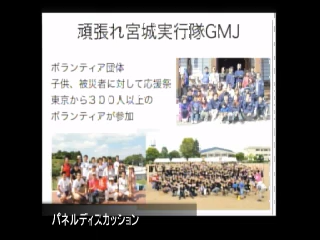 頑張れ宮城実行隊GMJ
ボランティア団体
子供、被災者に対して応援祭
東京から３００人以上の
ボランティアが参加
パネルディスカッション